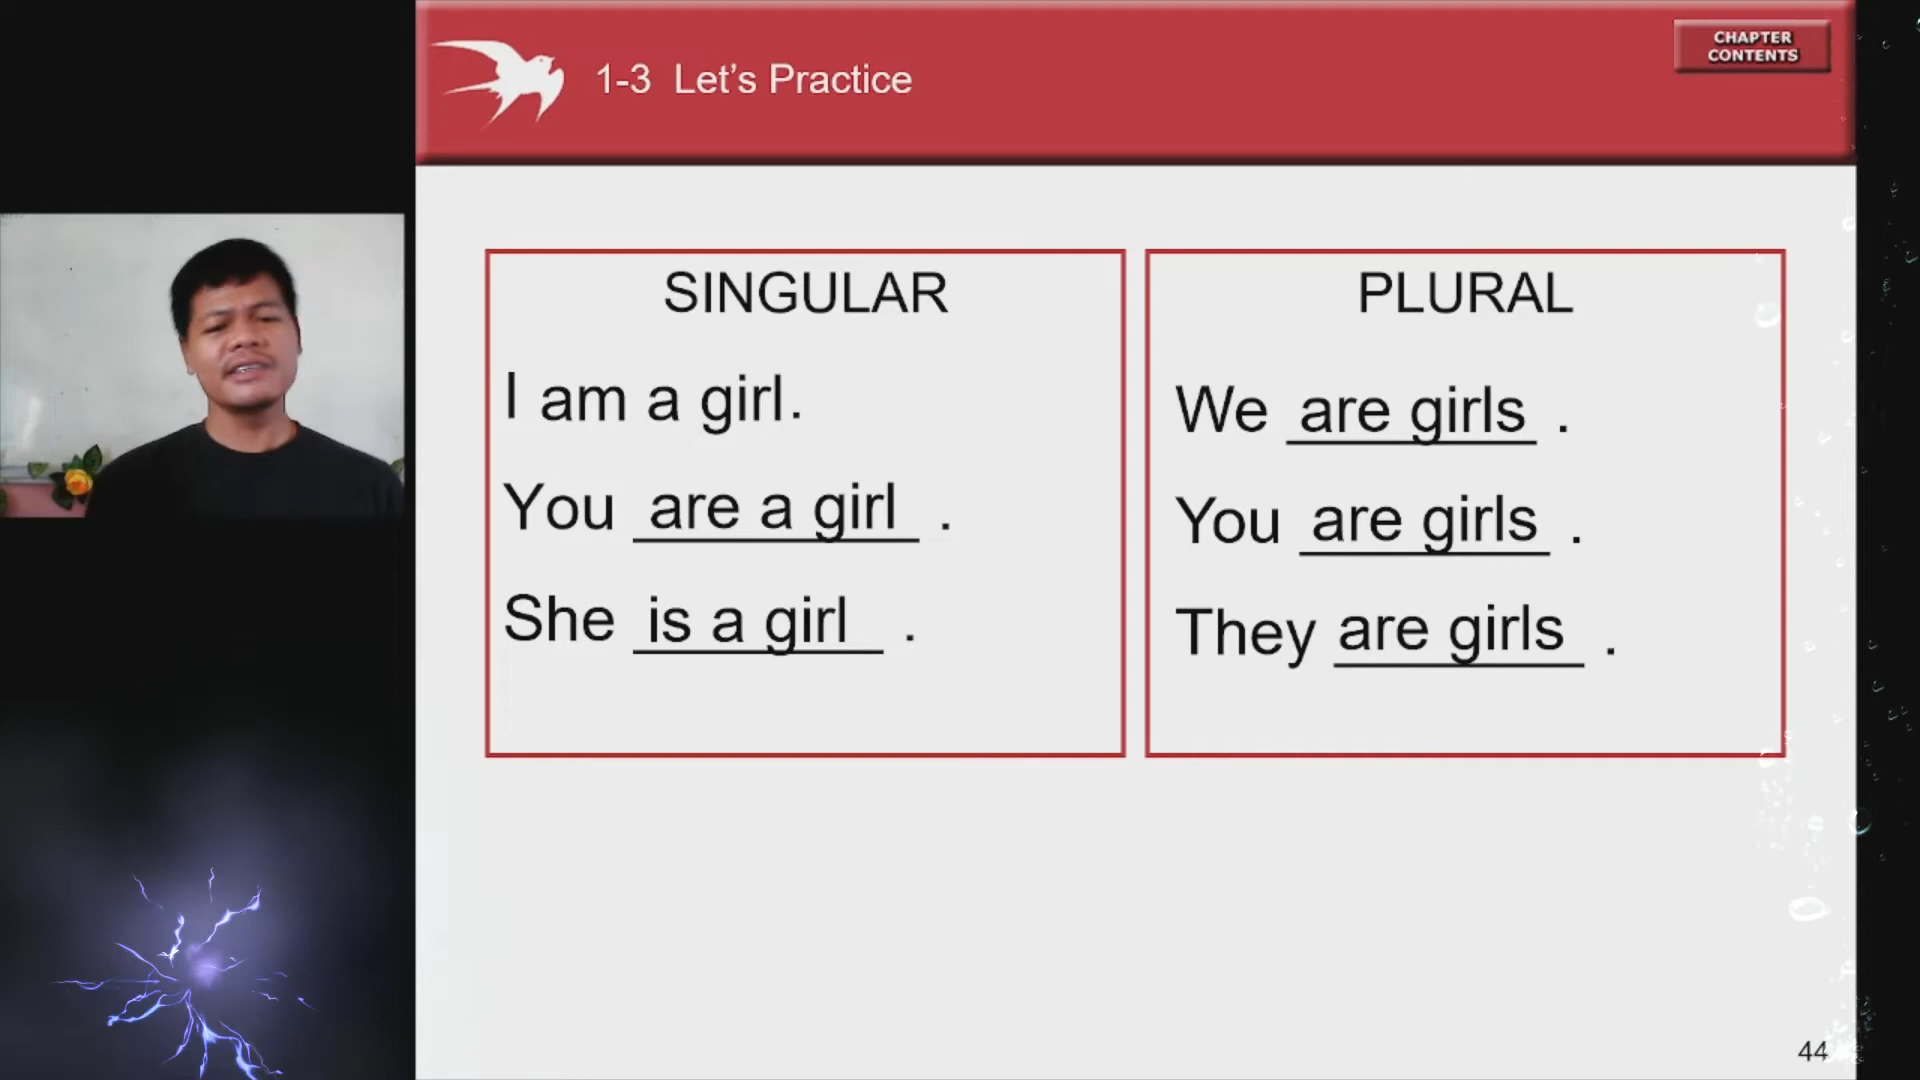 1-3 Let’s Practice
CHAPTER
CONTENTS
SINGULAR
I am a girl.
You are a girl .
She is a girl .
PLURAL
We are girls .
You are girls .
They are girls .
44